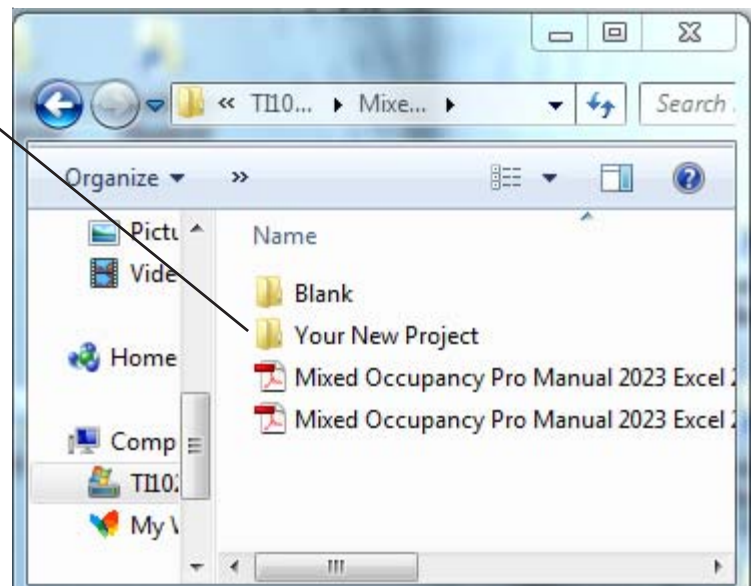 « TI10... Mixe... Search
Organize »
Pictu
Vide
Home
Comp
TI102
My
Name
Blank
Your New Project
Mixed Occupancy Pro Manual 2023 Excel
Mixed Occupancy Pro Manual 2023 Excel